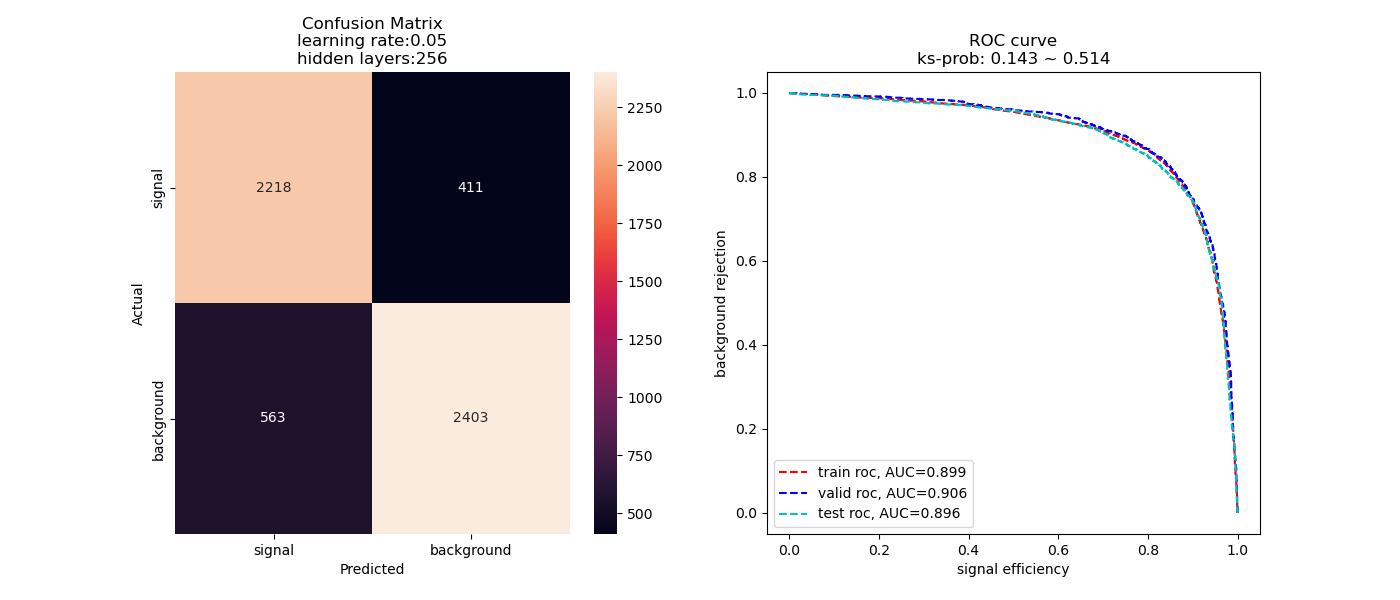 Confusion Matrix
learning rate:0.05
hidden layers:256
signal
background
Actual
2218
411
563
2403
signal
background
Predicted
2250
2000
1750
1500
1250
1000
750
500
ROC curve
ks-prob: 0.143 ~ 0.514
background rejection
1.0
0.8
0.6
0.4
0.2
0.0
train roc, AUC=0.899
valid roc, AUC=0.906
test roc, AUC=0.896
0.0 0.2 0.4 0.6 0.8 1.0
signal efficiency